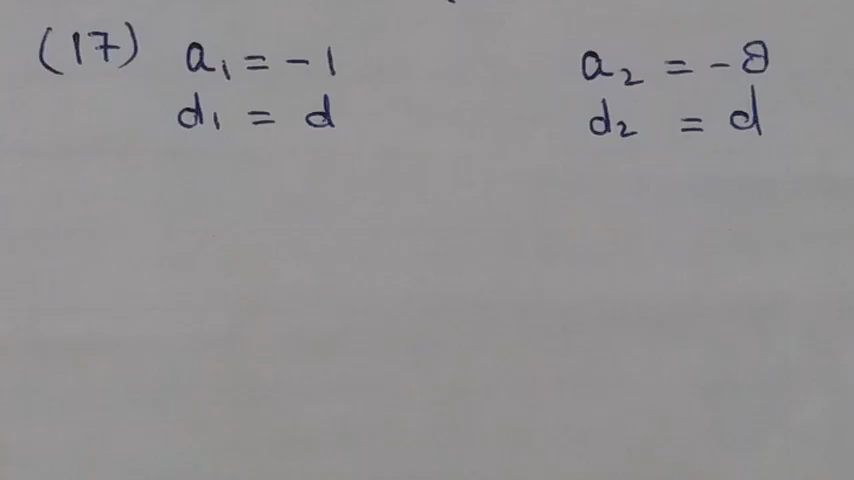 (17) a₁ = -1 a₂ = -8
d₁ = d d₂ = d